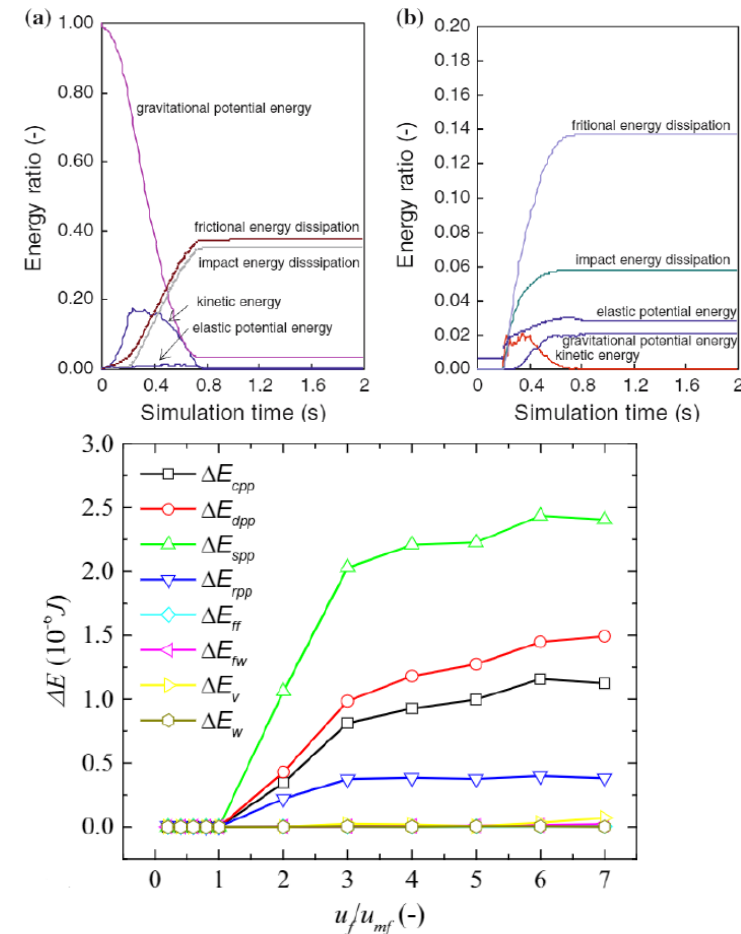 (a)
Energy ratio (-)
1.00
0.80
0.60
0.40
0.20
0.00
gravitational potential energy
frictional energy dissipation
impact energy disssipation
kinetic energy
elastic potential energy
0 0.4 0.8 1.2 1.6 2
Simulation time (s)
(b)
Energy ratio (-)
0.20
0.18
0.16
0.14
0.12
0.10
0.08
0.06
0.04
0.02
0.00
fritional energy dissipation
impact energy dissipation
elastic potential energy
gravitational potential energy
kinetic energy
0 0.4 0.8 1.2 1.6 2
Simulation time (s)
ΔE (10⁻⁶J)
3.0
2.5
2.0
1.5
1.0
0.5
0.0
ΔE_cpp
ΔE_dpp
ΔE_spp
ΔE_rpp
ΔE_ff
ΔE_fw
ΔE_v
ΔE_w
0 1 2 3 4 5 6 7
u_f/u_mf (-)